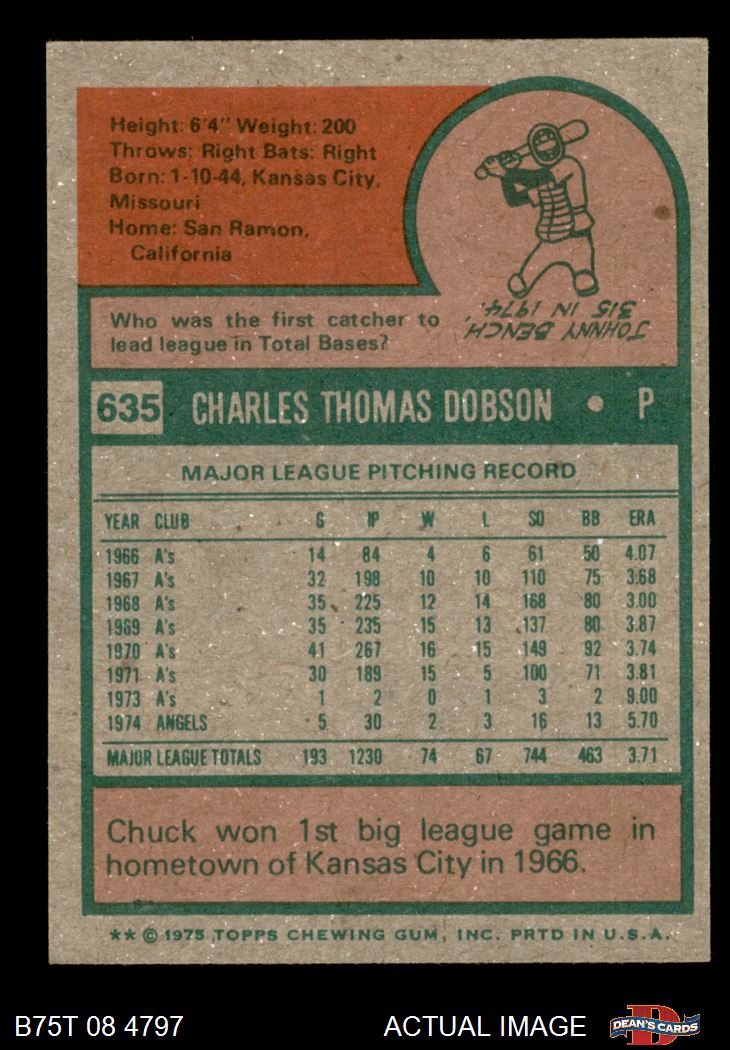 Height: 6'4" Weight: 200
Throws: Right Bats: Right
Born: 1-10-44, Kansas City,
Missouri
Home: San Ramon,
California
Who was the first catcher to
lead league in Total Bases?
JOHNNY BENCH,
315 IN 1974.
635 CHARLES THOMAS DOBSON • P
MAJOR LEAGUE PITCHING RECORD
YEAR CLUB G IP W L SO BB ERA
1966 A's 14 84 4 6 61 50 4.07
1967 A's 32 198 10 10 110 75 3.68
1968 A's 35 225 12 14 168 80 3.00
1969 A's 35 235 15 13 137 80 3.87
1970 A's 41 267 16 15 149 92 3.74
1971 A's 30 189 15 5 100 71 3.81
1973 A's 1 2 0 1 3 2 9.00
1974 ANGELS 5 30 2 3 16 13 5.70
MAJOR LEAGUE TOTALS 193 1230 74 67 744 463 3.71
Chuck won 1st big league game in
hometown of Kansas City in 1966.
** © 1975 TOPPS CHEWING GUM, INC. PRTD IN U.S.A.
B75T 08 4797 ACTUAL IMAGE DEAN'S CARDS